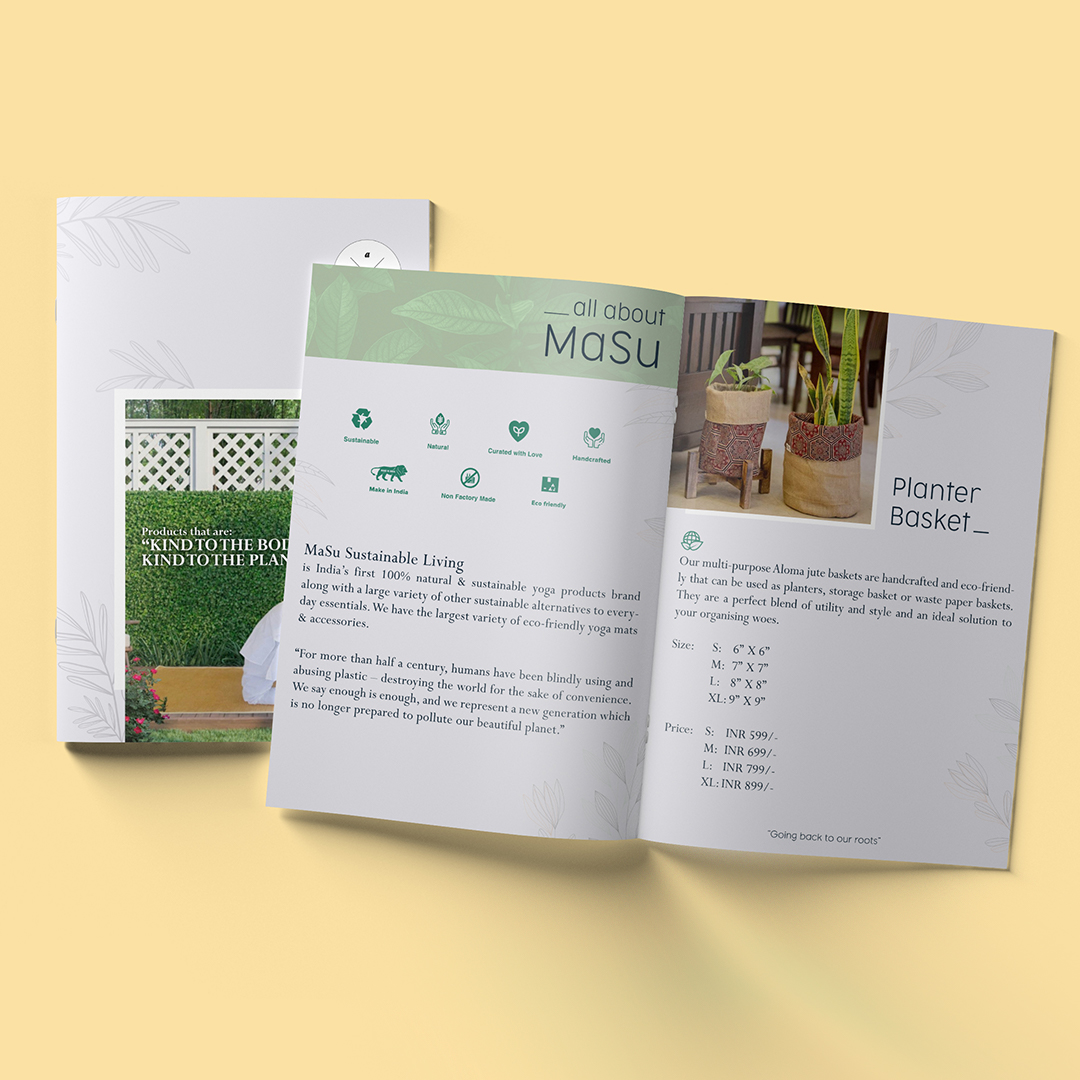 a
Products that are:
“KIND TO THE
KIND TO THE
all about
MaSu
Sustainable
Natural
Curated with Love
Handcrafted
Make in India
Non Factory Made
Eco friendly
MaSu Sustainable Living
is India’s first 100% natural & sustainable yoga products brand
along with a large variety of other sustainable alternatives to every-
day essentials. We have the largest variety of eco-friendly yoga mats
& accessories.
“For more than half a century, humans have been blindly using and
abusing plastic – destroying the world for the sake of convenience.
We say enough is enough, and we represent a new generation which
is no longer prepared to pollute our beautiful planet.”
Planter
Basket_
Our multi-purpose Aloma jute baskets are handcrafted and eco-friend-
ly that can be used as planters, storage basket or waste paper baskets.
They are a perfect blend of utility and style and an ideal solution to
your organising woes.
Size: S: 6” X 6”
M: 7” X 7”
L: 8” X 8”
XL: 9” X 9”
Price: S: INR 599/-
M: INR 699/-
L: INR 799/-
XL: INR 899/-
“Going back to our roots”